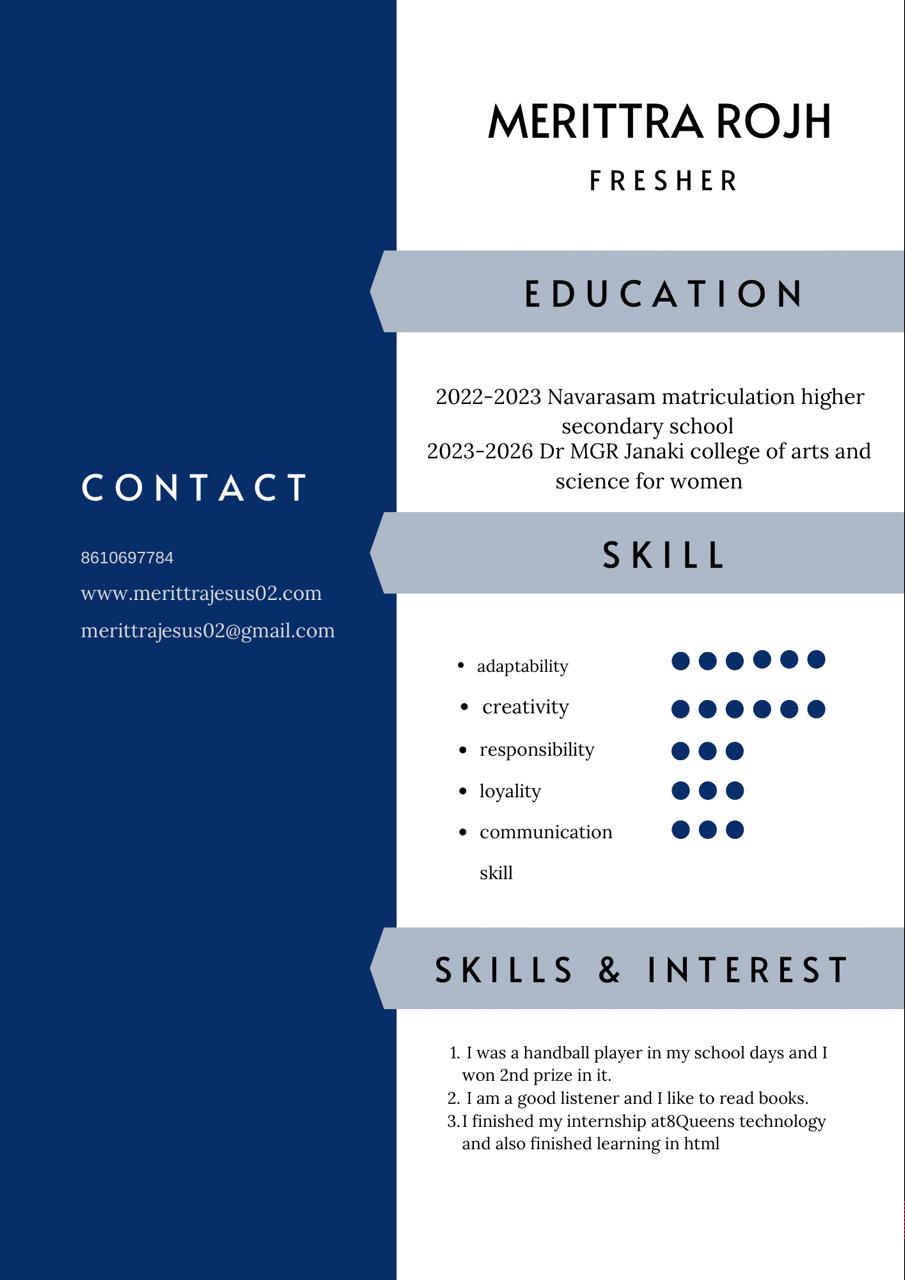 MERITTRA ROJH
FRESHER
EDUCATION
2022-2023 Navarasam matriculation higher
secondary school
2023-2026 Dr MGR Janaki college of arts and
science for women
CONTACT
8610697784
www.merittrajesus02.com
merittrajesus02@gmail.com
SKILL
• adaptability
• creativity
• responsibility
• loyality
• communication
skill
SKILLS & INTEREST
1. I was a handball player in my school days and I
won 2nd prize in it.
2. I am a good listener and I like to read books.
3.I finished my internship at8Queens technology
and also finished learning in html